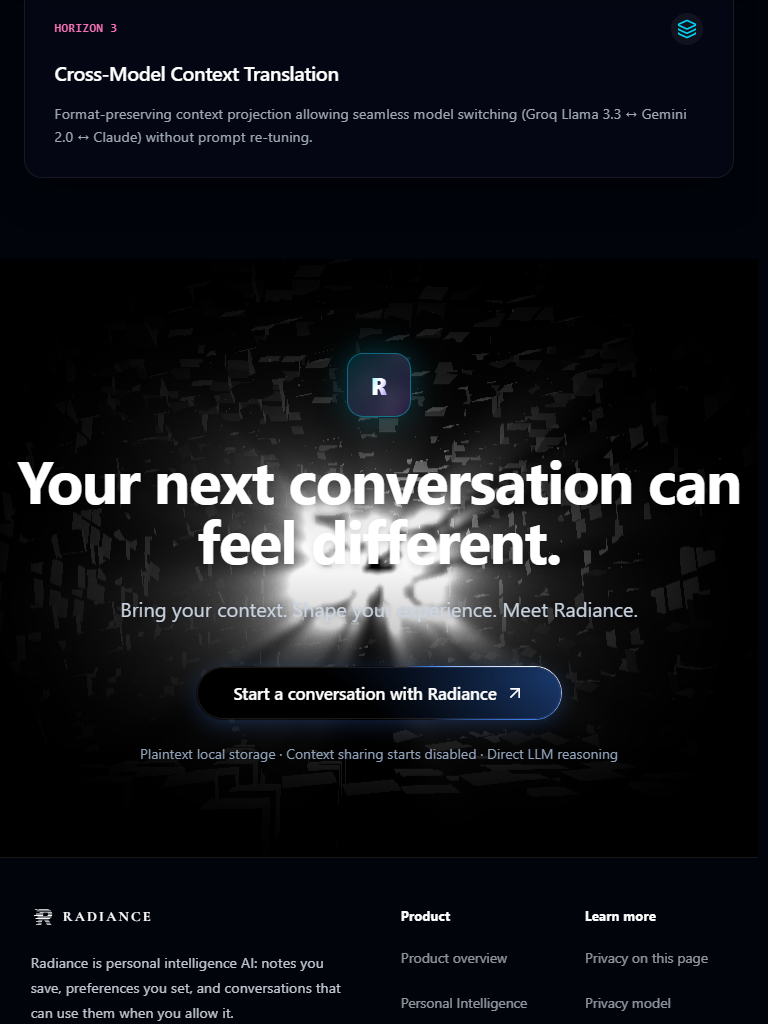 HORIZON 3
Cross-Model Context Translation
Format-preserving context projection allowing seamless model switching (Groq Llama 3.3 ↔ Gemini
2.0 ↔ Claude) without prompt re-tuning.
R
Your next conversation can
feel different.
Bring your context. Shape your experience. Meet Radiance.
Start a conversation with Radiance
Plaintext local storage · Context sharing starts disabled · Direct LLM reasoning
R RADIANCE
Radiance is personal intelligence AI: notes you
save, preferences you set, and conversations that
can use them when you allow it.
Product
Product overview
Personal Intelligence
Learn more
Privacy on this page
Privacy model